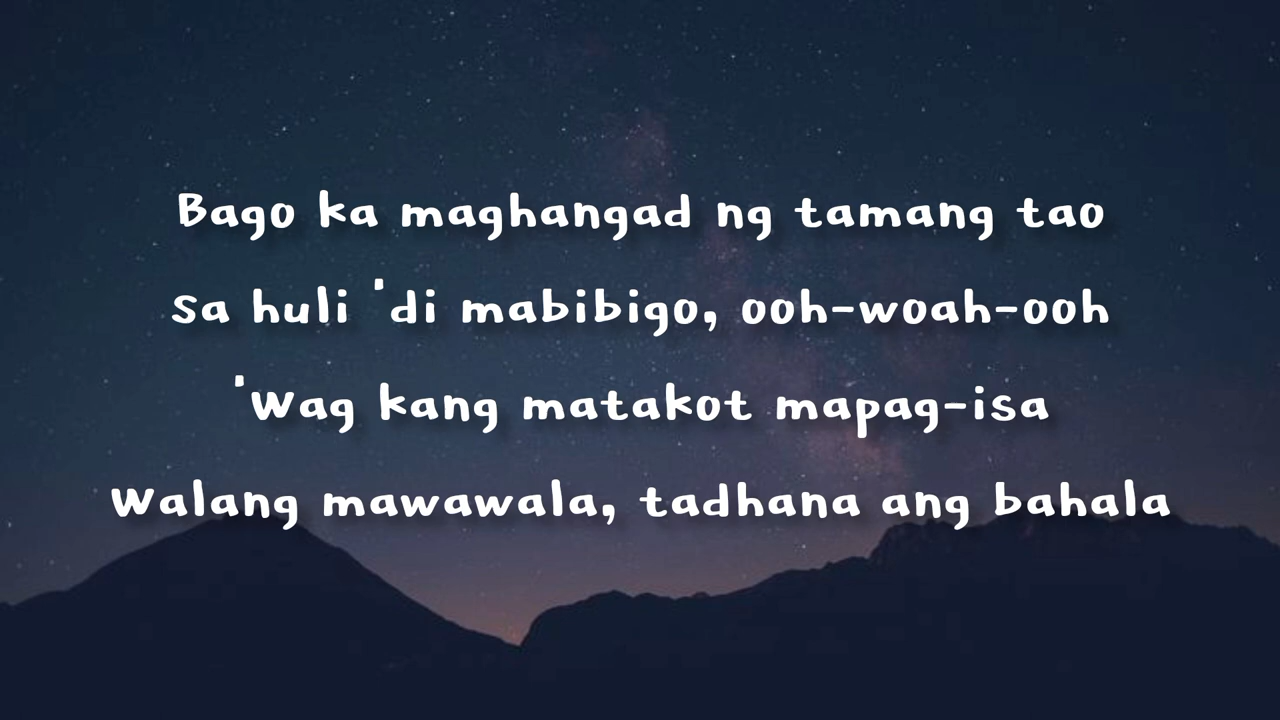 Bago ka maghangad ng tamang tao
sa huli 'di mabibigo, ooh-woah-ooh
'Wag kang matakot mapag-isa
Walang mawawala, tadhana ang bahala